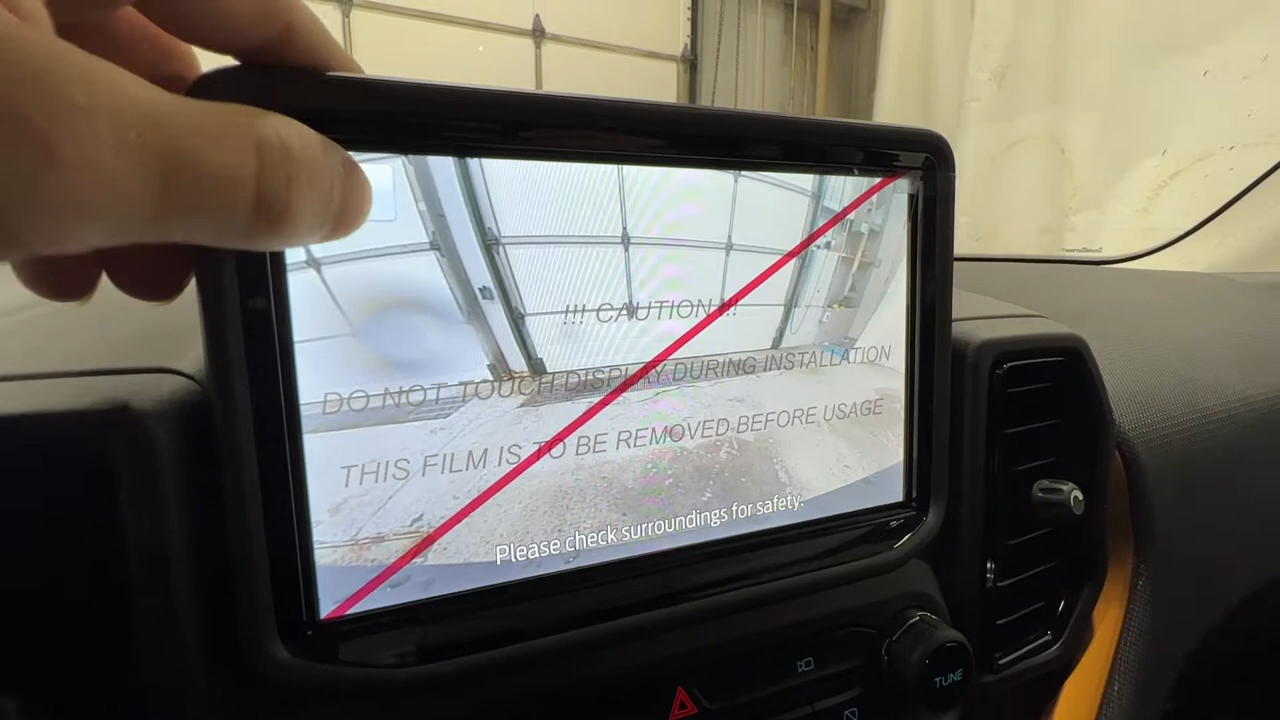 !!! CAUTION !!!
DO NOT TOUCH DISPLAY DURING INSTALLATION
THIS FILM IS TO BE REMOVED BEFORE USAGE
Please check surroundings for safety.
TUNE